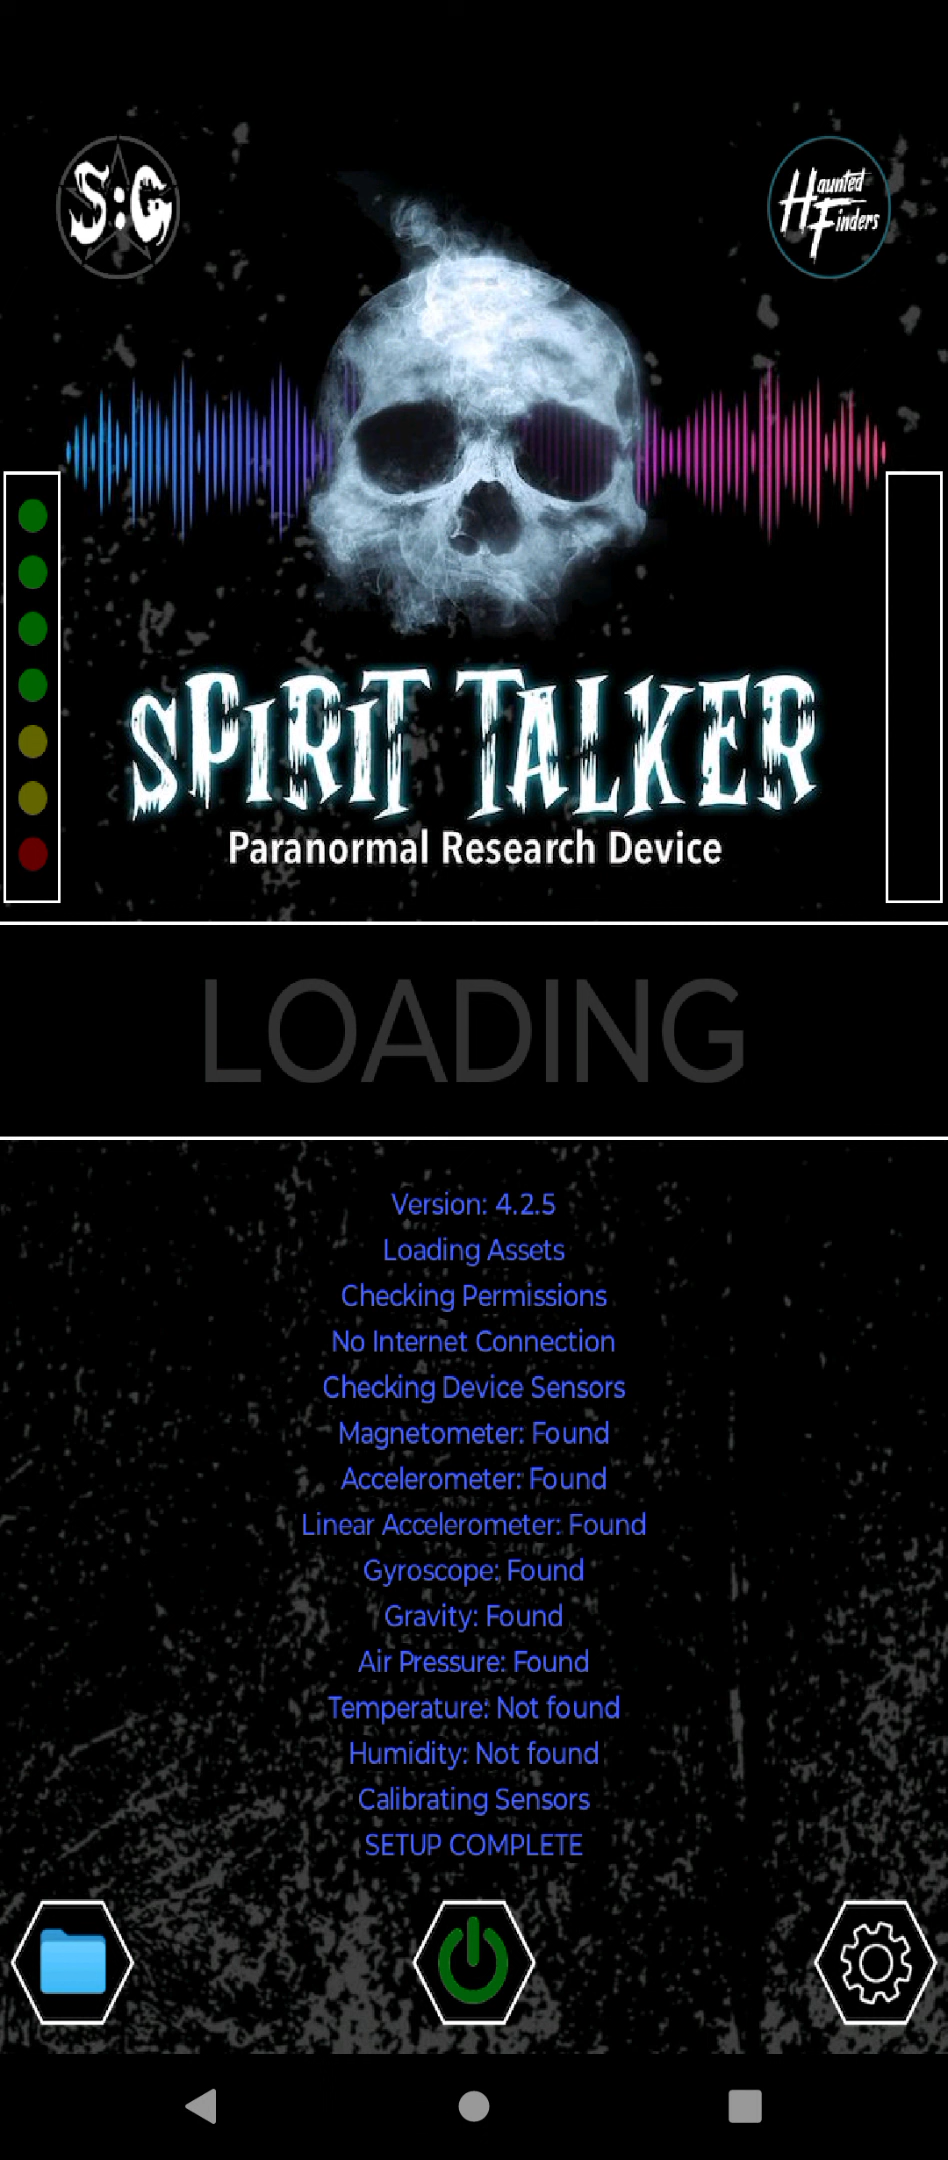 S:G
Haunted
Finders
SPIRIT TALKER
Paranormal Research Device
LOADING
Version: 4.2.5
Loading Assets
Checking Permissions
No Internet Connection
Checking Device Sensors
Magnetometer: Found
Accelerometer: Found
Linear Accelerometer: Found
Gyroscope: Found
Gravity: Found
Air Pressure: Found
Temperature: Not found
Humidity: Not found
Calibrating Sensors
SETUP COMPLETE